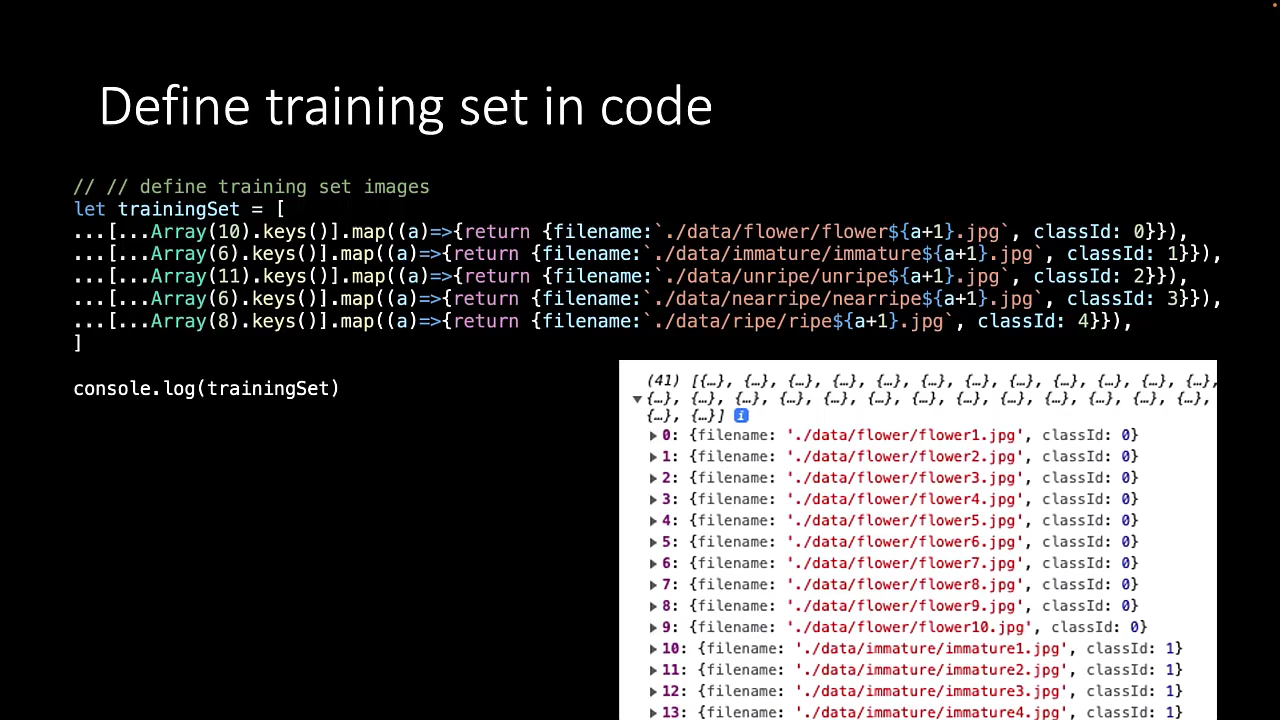 Define training set in code
// // define training set images
let trainingSet = [
...[...Array(10).keys()].map((a)=>{return {filename:`./data/flower/flower${a+1}.jpg`, classId: 0}}),
...[...Array(6).keys()].map((a)=>{return {filename:`./data/immature/immature${a+1}.jpg`, classId: 1}}),
...[...Array(11).keys()].map((a)=>{return {filename:`./data/unripe/unripe${a+1}.jpg`, classId: 2}}),
...[...Array(6).keys()].map((a)=>{return {filename:`./data/nearripe/nearripe${a+1}.jpg`, classId: 3}}),
...[...Array(8).keys()].map((a)=>{return {filename:`./data/ripe/ripe${a+1}.jpg`, classId: 4}}),
]
console.log(trainingSet)
(41) [{…}, {…}, {…}, {…}, {…}, {…}, {…}, {…}, {…}, {…}, {…}, {…},
{…}, {…}, {…}, {…}, {…}, {…}, {…}, {…}, {…}, {…}, {…}, {…}, {…},
{…}, {…}] i
0: {filename: './data/flower/flower1.jpg', classId: 0}
1: {filename: './data/flower/flower2.jpg', classId: 0}
2: {filename: './data/flower/flower3.jpg', classId: 0}
3: {filename: './data/flower/flower4.jpg', classId: 0}
4: {filename: './data/flower/flower5.jpg', classId: 0}
5: {filename: './data/flower/flower6.jpg', classId: 0}
6: {filename: './data/flower/flower7.jpg', classId: 0}
7: {filename: './data/flower/flower8.jpg', classId: 0}
8: {filename: './data/flower/flower9.jpg', classId: 0}
9: {filename: './data/flower/flower10.jpg', classId: 0}
10: {filename: './data/immature/immature1.jpg', classId: 1}
11: {filename: './data/immature/immature2.jpg', classId: 1}
12: {filename: './data/immature/immature3.jpg', classId: 1}
13: {filename: './data/immature/immature4.jpg', classId: 1}